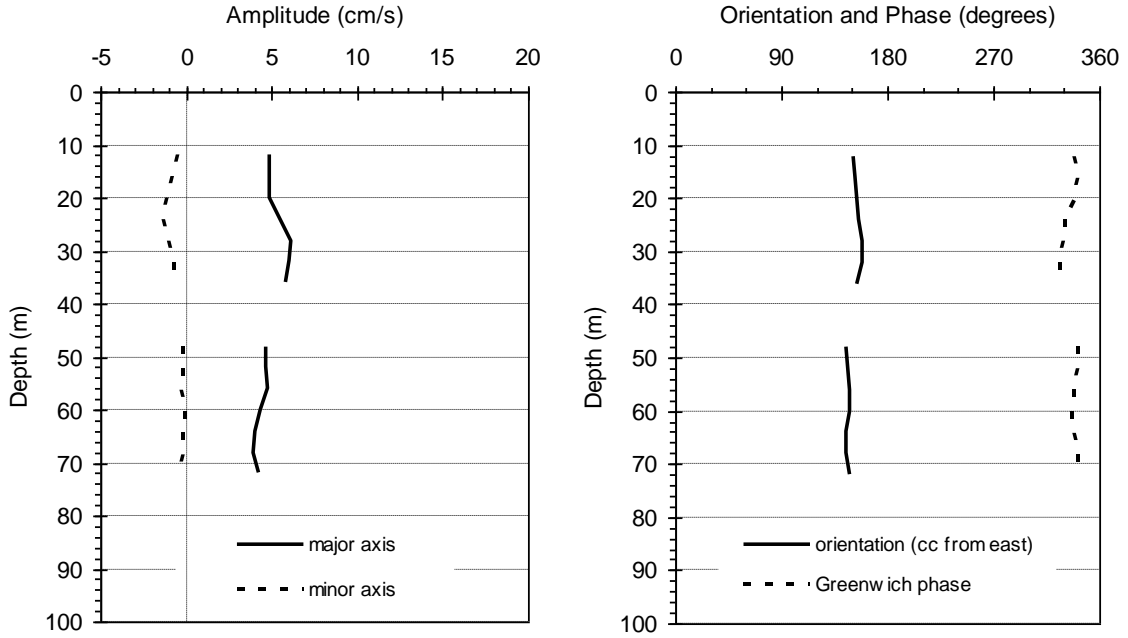 Amplitude (cm/s)
-5 0 5 10 15 20
0
10
20
30
40
50
60
70
80
90
100
Depth (m)
major axis
minor axis
Orientation and Phase (degrees)
0 90 180 270 360
0
10
20
30
40
50
60
70
80
90
100
Depth (m)
orientation (cc from east)
Greenwich phase